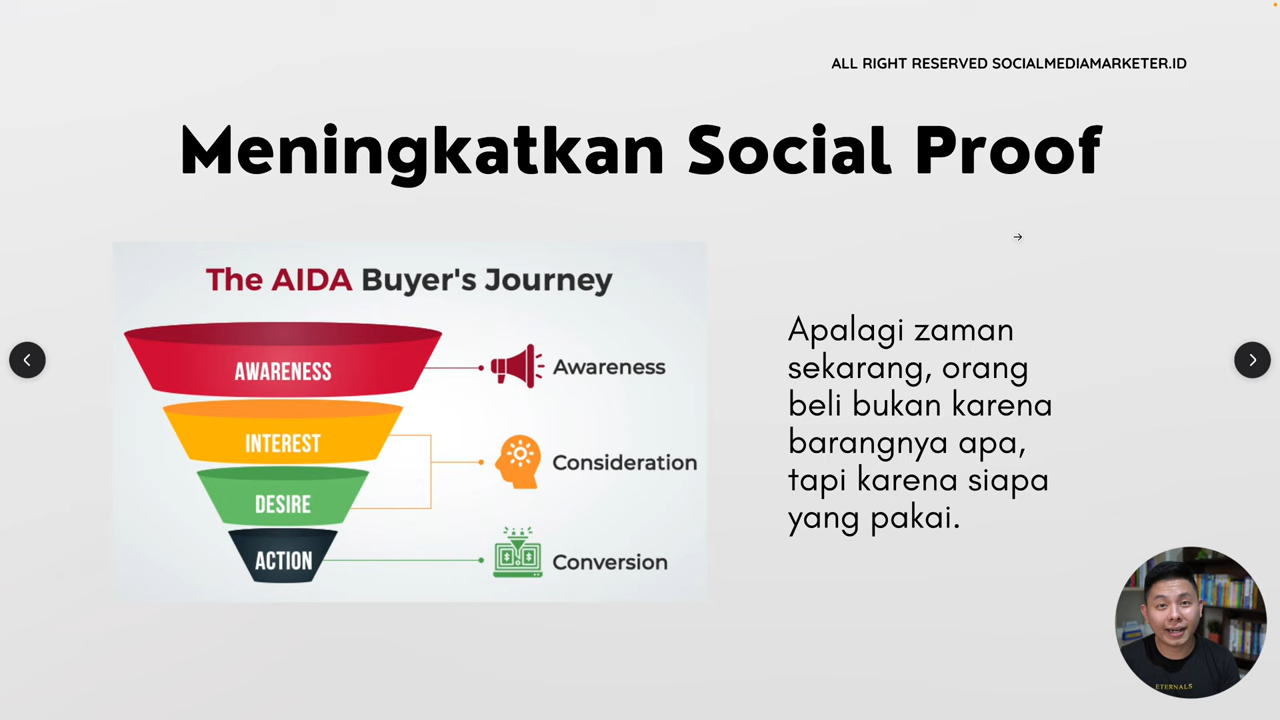 ALL RIGHT RESERVED SOCIALMEDIAMARKETER.ID
Meningkatkan Social Proof
The AIDA Buyer's Journey
AWARENESS
Awareness
INTEREST
Consideration
DESIRE
ACTION
Conversion
Apalagi zaman
sekarang, orang
beli bukan karena
barangnya apa,
tapi karena siapa
yang pakai.
ETERNALS